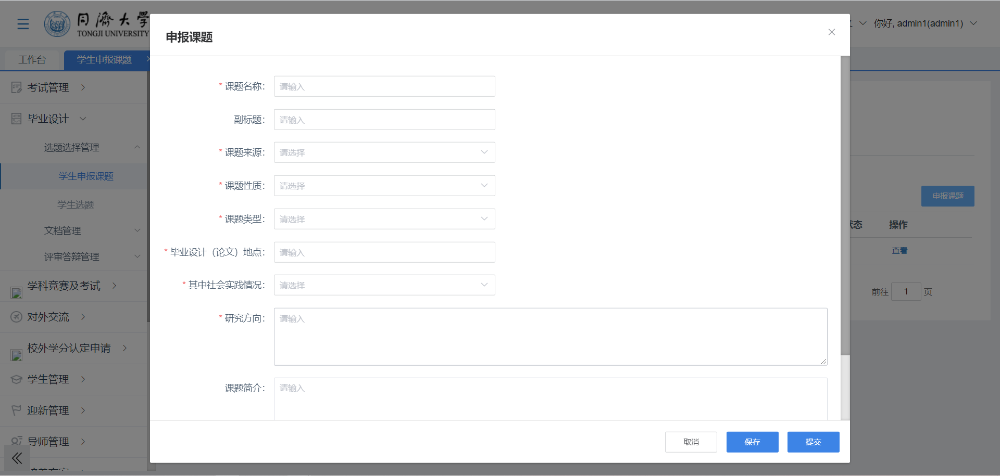 同濟大學
TONGJI UNIVERSITY
你好, admin1(admin1)
工作台
学生申报课题
考试管理
毕业设计
选题选择管理
学生申报课题
学生选题
文档管理
评审答辩管理
学科竞赛及考试
对外交流
校外学分认定申请
学生管理
迎新管理
导师管理
申报课题
* 课题名称:
请输入
副标题:
请输入
* 课题来源:
请选择
* 课题性质:
请选择
* 课题类型:
请选择
* 毕业设计（论文）地点:
请输入
* 其中社会实践情况:
请选择
* 研究方向:
请输入
课题简介:
请输入
取消
保存
提交
申报课题
状态
操作
查看
前往 1 页